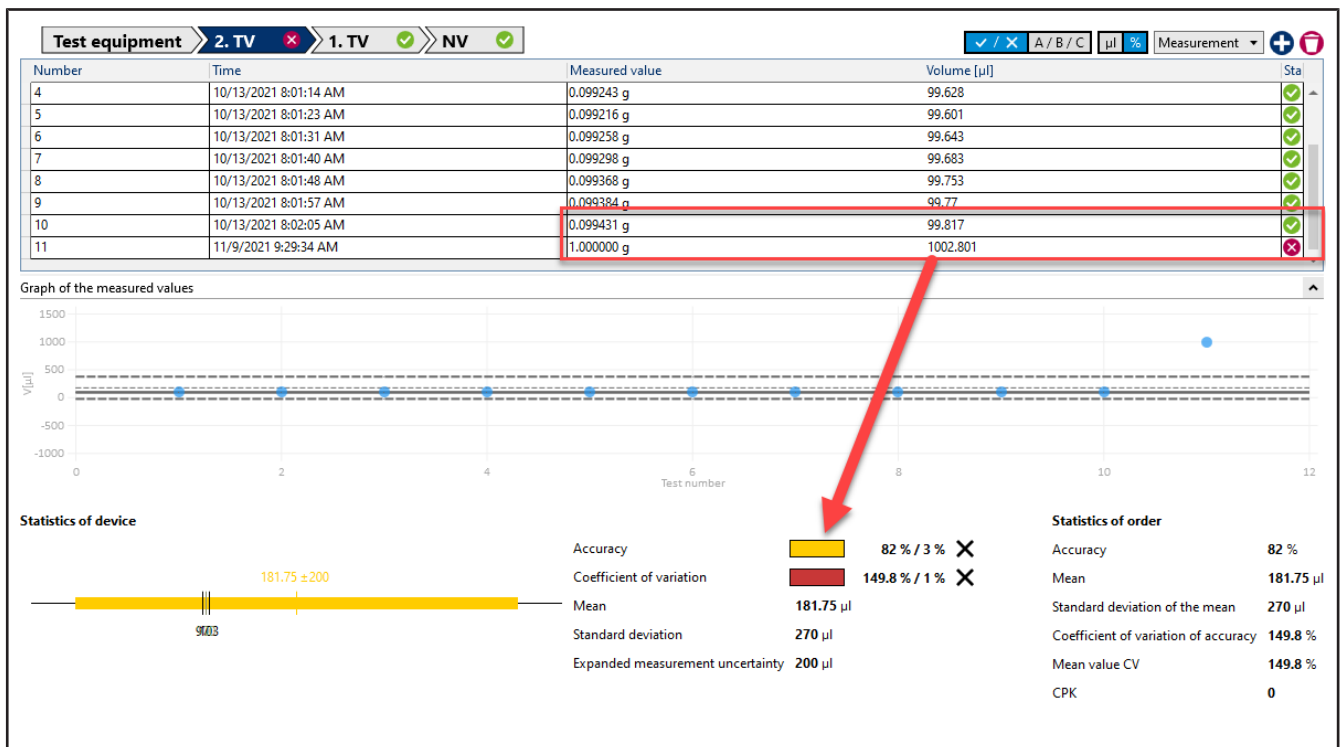 Test equipment 2. TV 1. TV NV A / B / C µl % Measurement
Number Time Measured value Volume [µl] Sta
4 10/13/2021 8:01:14 AM 0.099243 g 99.628
5 10/13/2021 8:01:23 AM 0.099216 g 99.601
6 10/13/2021 8:01:31 AM 0.099258 g 99.643
7 10/13/2021 8:01:40 AM 0.099298 g 99.683
8 10/13/2021 8:01:48 AM 0.099368 g 99.753
9 10/13/2021 8:01:57 AM 0.099384 g 99.77
10 10/13/2021 8:02:05 AM 0.099431 g 99.817
11 11/9/2021 9:29:34 AM 1.000000 g 1002.801
Graph of the measured values
1500
1000
500
0
-500
-1000
V[µl]
0 2 4 6 8 10 12
Test number
Statistics of device
181.75 ±200
Accuracy 82 % / 3 %
Coefficient of variation 149.8 % / 1 %
Mean 181.75 µl
Standard deviation 270 µl
Expanded measurement uncertainty 200 µl
Statistics of order
Accuracy 82 %
Mean 181.75 µl
Standard deviation of the mean 270 µl
Coefficient of variation of accuracy 149.8 %
Mean value CV 149.8 %
CPK 0